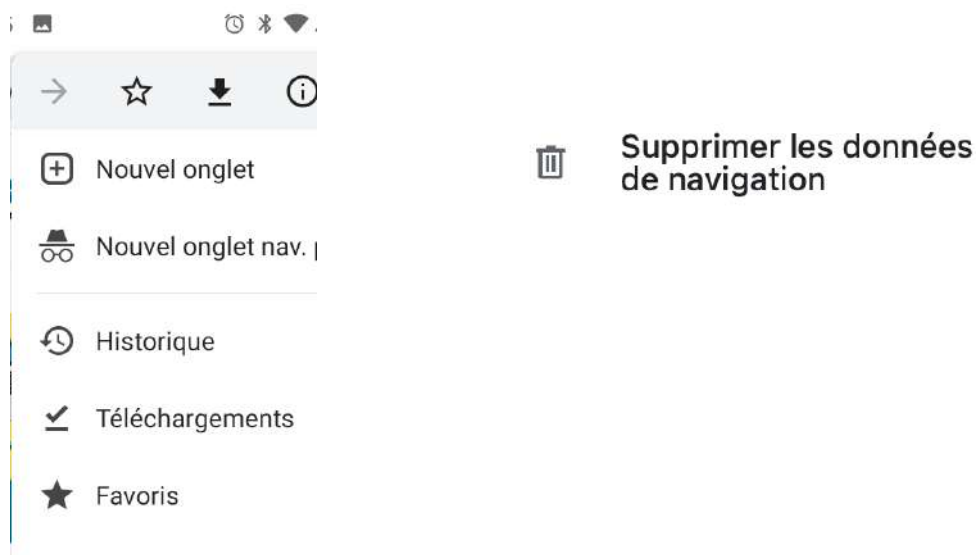 Nouvel onglet
Nouvel onglet nav.
Historique
Téléchargements
Favoris
Supprimer les données
de navigation